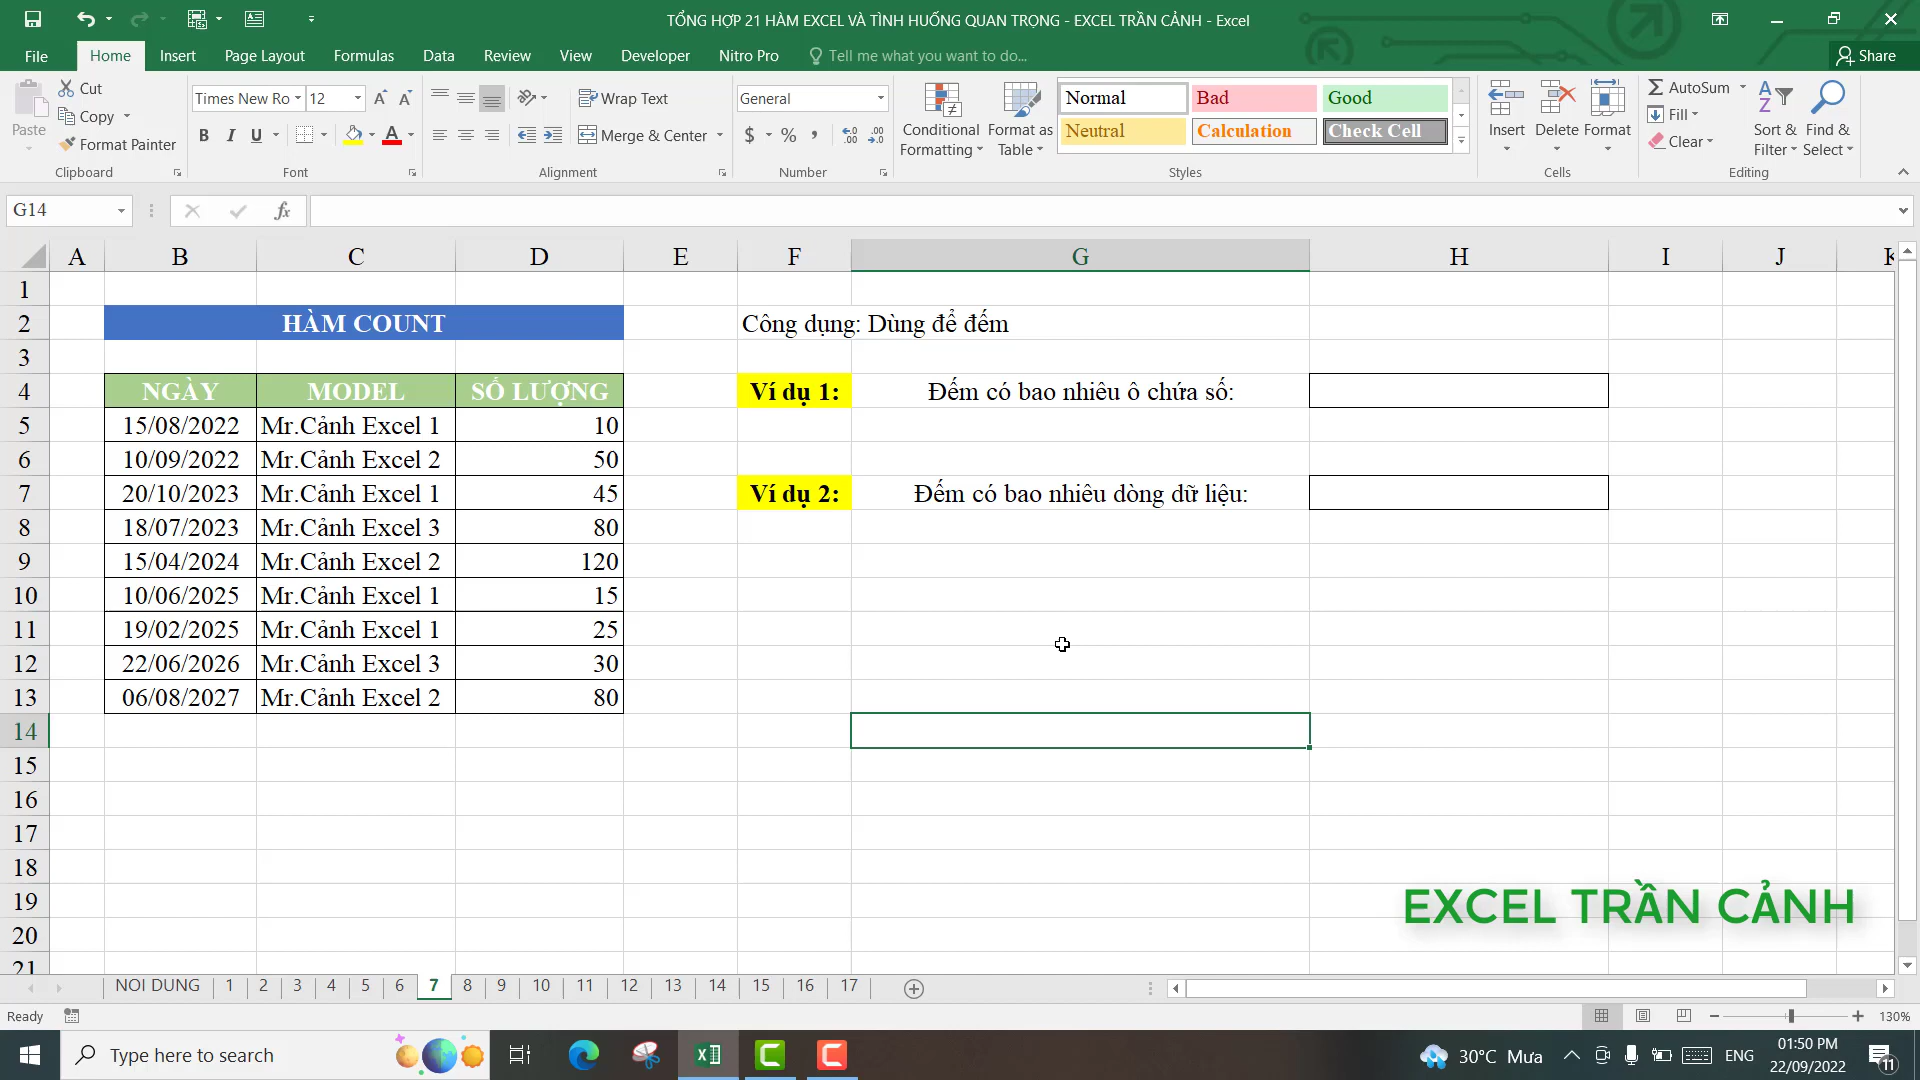 TỔNG HỢP 21 HÀM EXCEL VÀ TÌNH HUỐNG QUAN TRỌNG - EXCEL TRẦN CẢNH - Excel
File Home Insert Page Layout Formulas Data Review View Developer Nitro Pro Tell me what you want to do... Share
Paste Cut Copy Format Painter Clipboard
Times New Ro 12 B I U Font
Wrap Text Merge & Center Alignment
General $ % , Number
Conditional Formatting Format as Table
Normal Bad Good
Neutral Calculation Check Cell
Styles
Insert Delete Format Cells
AutoSum Fill Clear Sort & Filter Find & Select Editing
G14 fx
A B C D E F G H I J K
1
2 HÀM COUNT Công dụng: Dùng để đếm
3
4 NGÀY MODEL SỐ LƯỢNG Ví dụ 1: Đếm có bao nhiêu ô chứa số:
5 15/08/2022 Mr.Cảnh Excel 1 10
6 10/09/2022 Mr.Cảnh Excel 2 50
7 20/10/2023 Mr.Cảnh Excel 1 45 Ví dụ 2: Đếm có bao nhiêu dòng dữ liệu:
8 18/07/2023 Mr.Cảnh Excel 3 80
9 15/04/2024 Mr.Cảnh Excel 2 120
10 10/06/2025 Mr.Cảnh Excel 1 15
11 19/02/2025 Mr.Cảnh Excel 1 25
12 22/06/2026 Mr.Cảnh Excel 3 30
13 06/08/2027 Mr.Cảnh Excel 2 80
14
15
16
17
18
19 EXCEL TRẦN CẢNH
20
21
NOI DUNG 1 2 3 4 5 6 7 8 9 10 11 12 13 14 15 16 17
Ready 130%
Type here to search 30°C Mưa ENG 01:50 PM
22/09/2022 11